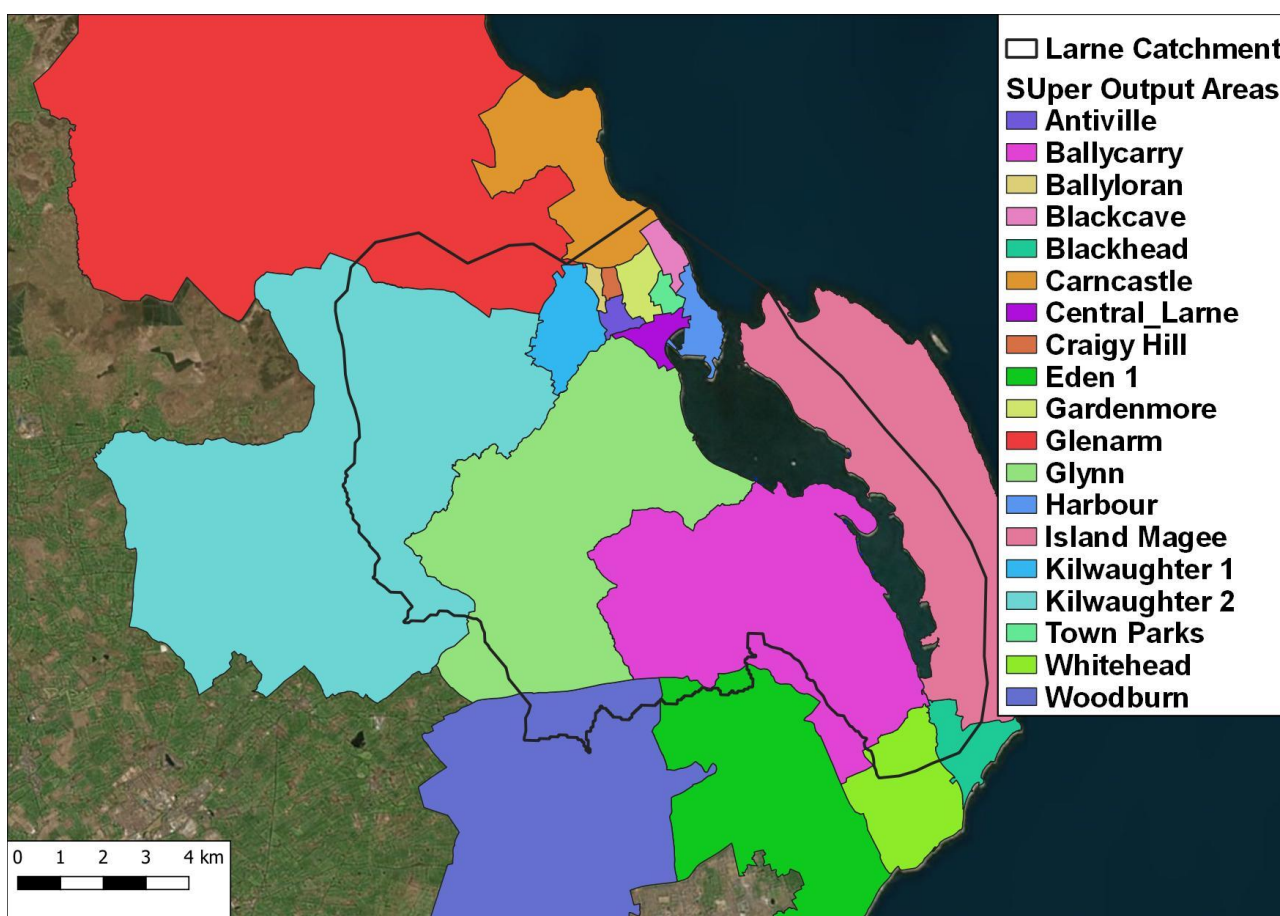 Larne Catchment
SUper Output Areas
Antiville
Ballycarry
Ballyloran
Blackcave
Blackhead
Carncastle
Central_Larne
Craigy Hill
Eden 1
Gardenmore
Glenarm
Glynn
Harbour
Island Magee
Kilwaughter 1
Kilwaughter 2
Town Parks
Whitehead
Woodburn
0 1 2 3 4 km